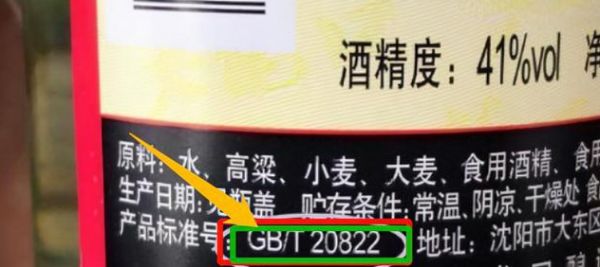 酒精度：41%vol 净
原料：水、高粱、小麦、大麦、食用酒精、食用
生产日期:见瓶盖 贮存条件:常温、阴凉、干燥处
产品标准号:GB/T 20822 地址：沈阳市大东区